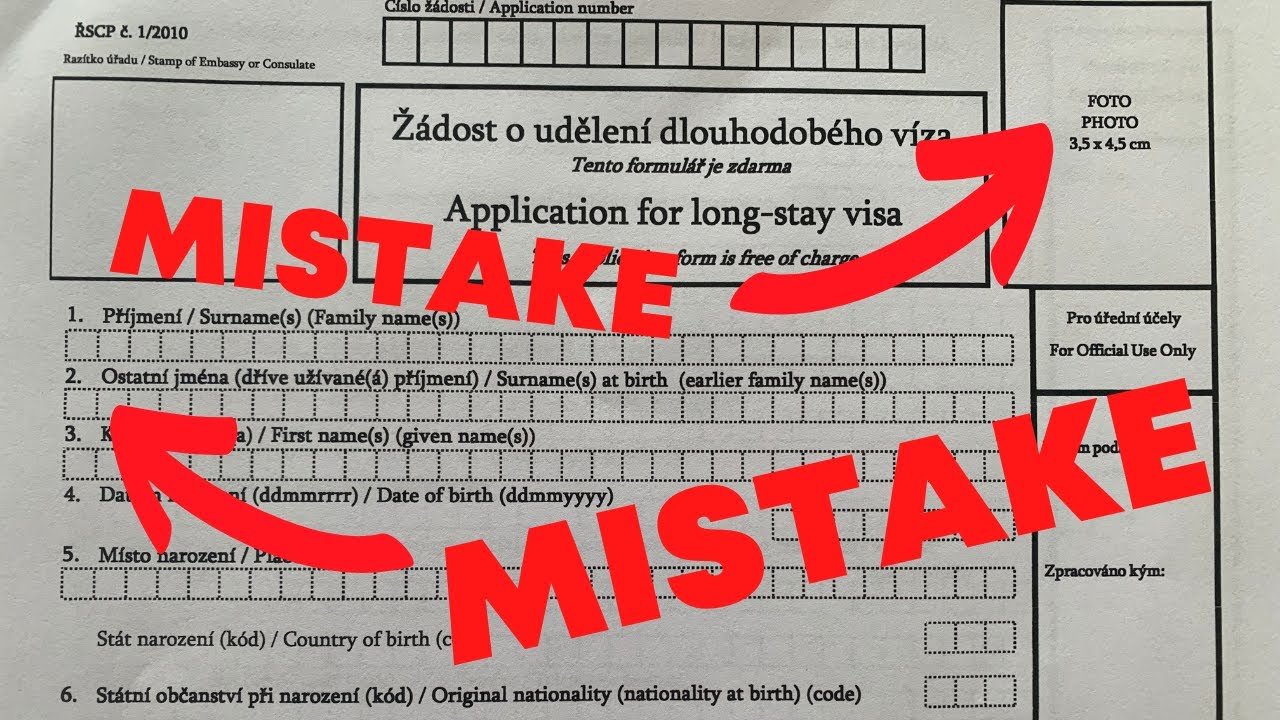 Číslo žádosti / Application number
ŘSCP č. 1/2010
Razítko úřadu / Stamp of Embassy or Consulate
FOTO
PHOTO
3,5 x 4,5 cm
Žádost o udělení dlouhodobého víza
Tento formulář je zdarma
Application for long-stay visa
form is free of charge
MISTAKE
1. Příjmení / Surname(s) (Family name(s))
Pro úřední účely
For Official Use Only
2. Ostatní jména (dříve užívané(á) příjmení) / Surname(s) at birth (earlier family name(s))
3. / First name(s) (given name(s))
4. (ddmmrrrr) / Date of birth (ddmmyyyy)
MISTAKE
5. Místo narození /
Zpracováno kým:
Stát narození (kód) / Country of birth
6. Státní občanství při narození (kód) / Original nationality (nationality at birth) (code)